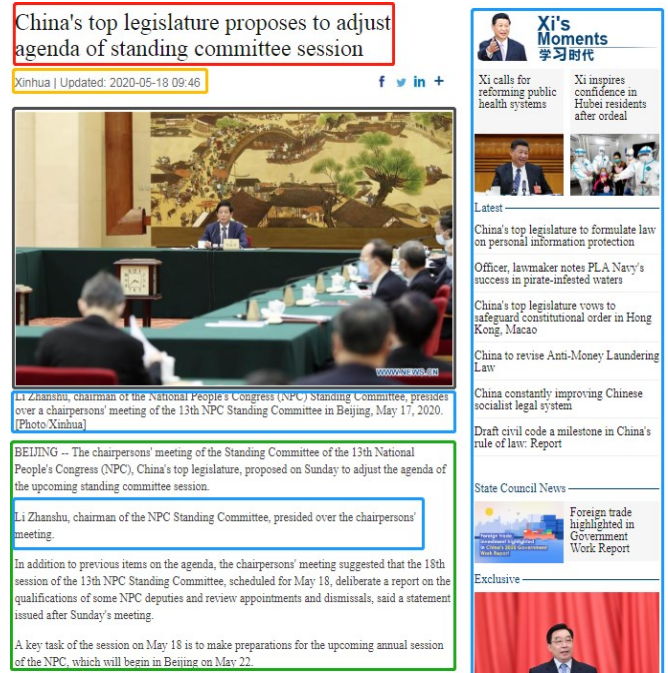 China's top legislature proposes to adjust
agenda of standing committee session
Xinhua | Updated: 2020-05-18 09:46
WWW.NEWS.CN
Li Zhanshu, chairman of the National People's Congress (NPC) Standing Committee, presides
over a chairpersons' meeting of the 13th NPC Standing Committee in Beijing, May 17, 2020.
[Photo/Xinhua]
BEIJING -- The chairpersons' meeting of the Standing Committee of the 13th National
People's Congress (NPC), China's top legislature, proposed on Sunday to adjust the agenda of
the upcoming standing committee session.
Li Zhanshu, chairman of the NPC Standing Committee, presided over the chairpersons'
meeting.
In addition to previous items on the agenda, the chairpersons' meeting suggested that the 18th
session of the 13th NPC Standing Committee, scheduled for May 18, deliberate a report on the
qualifications of some NPC deputies and review appointments and dismissals, said a statement
issued after Sunday's meeting.
A key task of the session on May 18 is to make preparations for the upcoming annual session
of the NPC, which will begin in Beijing on May 22.
Xi's
Moments
学习时代
Xi calls for
reforming public
health systems
Xi inspires
confidence in
Hubei residents
after ordeal
Latest
China's top legislature to formulate law
on personal information protection
Officer, lawmaker notes PLA Navy's
success in pirate-infested waters
China's top legislature vows to
safeguard constitutional order in Hong
Kong, Macao
China to revise Anti-Money Laundering
Law
China constantly improving Chinese
socialist legal system
Draft civil code a milestone in China's
rule of law: Report
State Council News
Foreign trade,
investment highlighted
in China's 2020 Government
Work Report
Foreign trade
highlighted in
Government
Work Report
Exclusive